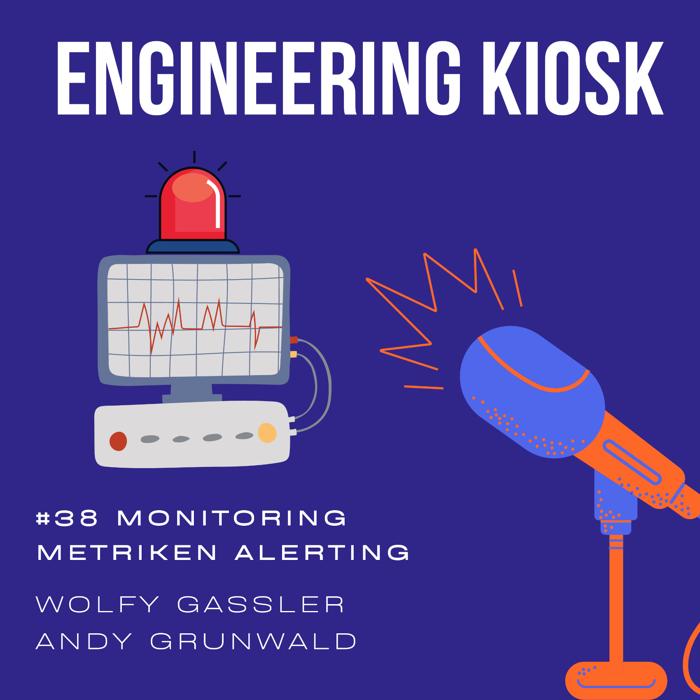 ENGINEERING KIOSK
#38 MONITORING
METRIKEN ALERTING
WOLFY GASSLER
ANDY GRUNWALD